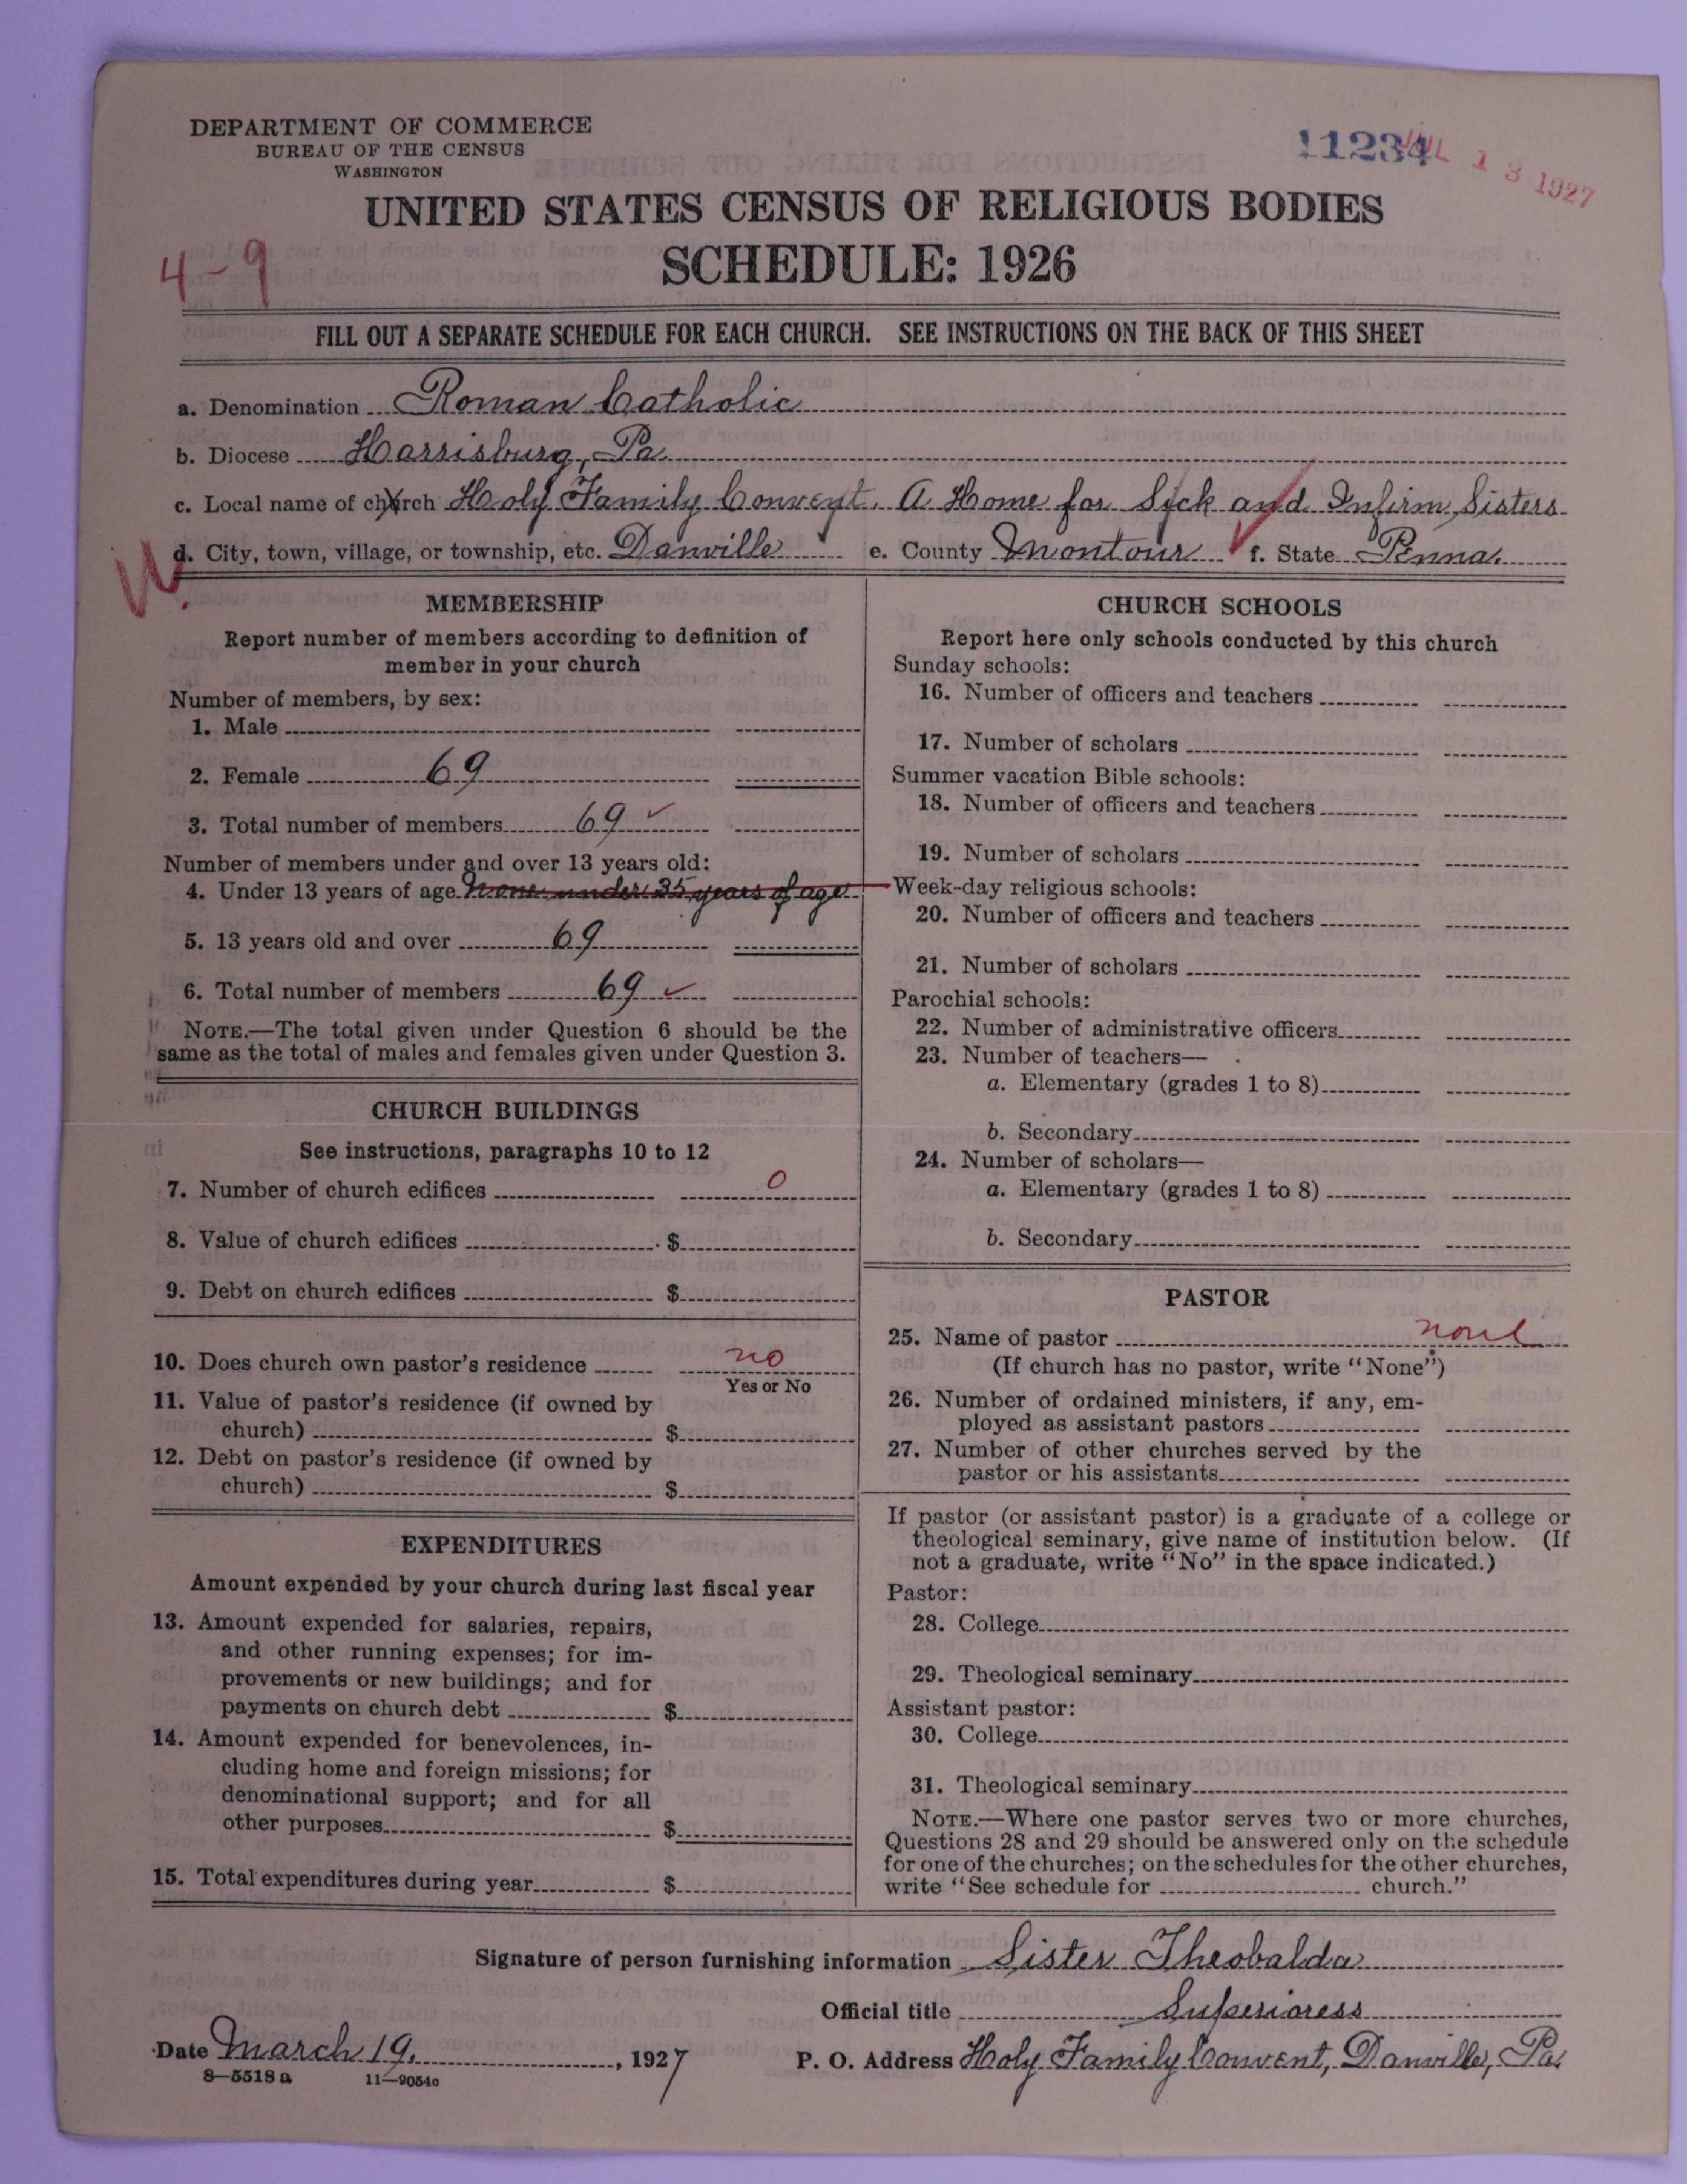 DEPARTMENT OF COMMERCE
BUREAU OF THE CENSUS
WASHINGTON
11234
JUL 13 1927
UNITED STATES CENSUS OF RELIGIOUS BODIES
SCHEDULE: 1926
4-9
FILL OUT A SEPARATE SCHEDULE FOR EACH CHURCH. SEE INSTRUCTIONS ON THE BACK OF THIS SHEET
a. Denomination Roman Catholic
b. Diocese Harrisburg, Pa.
c. Local name of church Holy Family Convent. A Home for Sick and Infirm Sisters
d. City, town, village, or township, etc. Danville e. County Montour f. State Penna.
MEMBERSHIP
Report number of members according to definition of
member in your church
Number of members, by sex:
1. Male
2. Female 69
3. Total number of members 69 ✓
Number of members under and over 13 years old:
4. Under 13 years of age None under 35 years of age
5. 13 years old and over 69
6. Total number of members 69 ✓
NOTE.—The total given under Question 6 should be the
same as the total of males and females given under Question 3.
CHURCH BUILDINGS
See instructions, paragraphs 10 to 12
7. Number of church edifices 0
8. Value of church edifices $
9. Debt on church edifices $
10. Does church own pastor's residence no
Yes or No
11. Value of pastor's residence (if owned by
church) $
12. Debt on pastor's residence (if owned by
church) $
EXPENDITURES
Amount expended by your church during last fiscal year
13. Amount expended for salaries, repairs,
and other running expenses; for im-
provements or new buildings; and for
payments on church debt $
14. Amount expended for benevolences, in-
cluding home and foreign missions; for
denominational support; and for all
other purposes $
15. Total expenditures during year $
CHURCH SCHOOLS
Report here only schools conducted by this church
Sunday schools:
16. Number of officers and teachers
17. Number of scholars
Summer vacation Bible schools:
18. Number of officers and teachers
19. Number of scholars
Week-day religious schools:
20. Number of officers and teachers
21. Number of scholars
Parochial schools:
22. Number of administrative officers
23. Number of teachers—
a. Elementary (grades 1 to 8)
b. Secondary
24. Number of scholars—
a. Elementary (grades 1 to 8)
b. Secondary
PASTOR
25. Name of pastor none
(If church has no pastor, write "None")
26. Number of ordained ministers, if any, em-
ployed as assistant pastors
27. Number of other churches served by the
pastor or his assistants
If pastor (or assistant pastor) is a graduate of a college or
theological seminary, give name of institution below. (If
not a graduate, write "No" in the space indicated.)
Pastor:
28. College
29. Theological seminary
Assistant pastor:
30. College
31. Theological seminary
NOTE.—Where one pastor serves two or more churches,
Questions 28 and 29 should be answered only on the schedule
for one of the churches; on the schedules for the other churches,
write "See schedule for church."
Signature of person furnishing information Sister Theobalda
Official title Superioress
Date March 19, 1927 P. O. Address Holy Family Convent, Danville, Pa.
8—5518 a 11—9054c